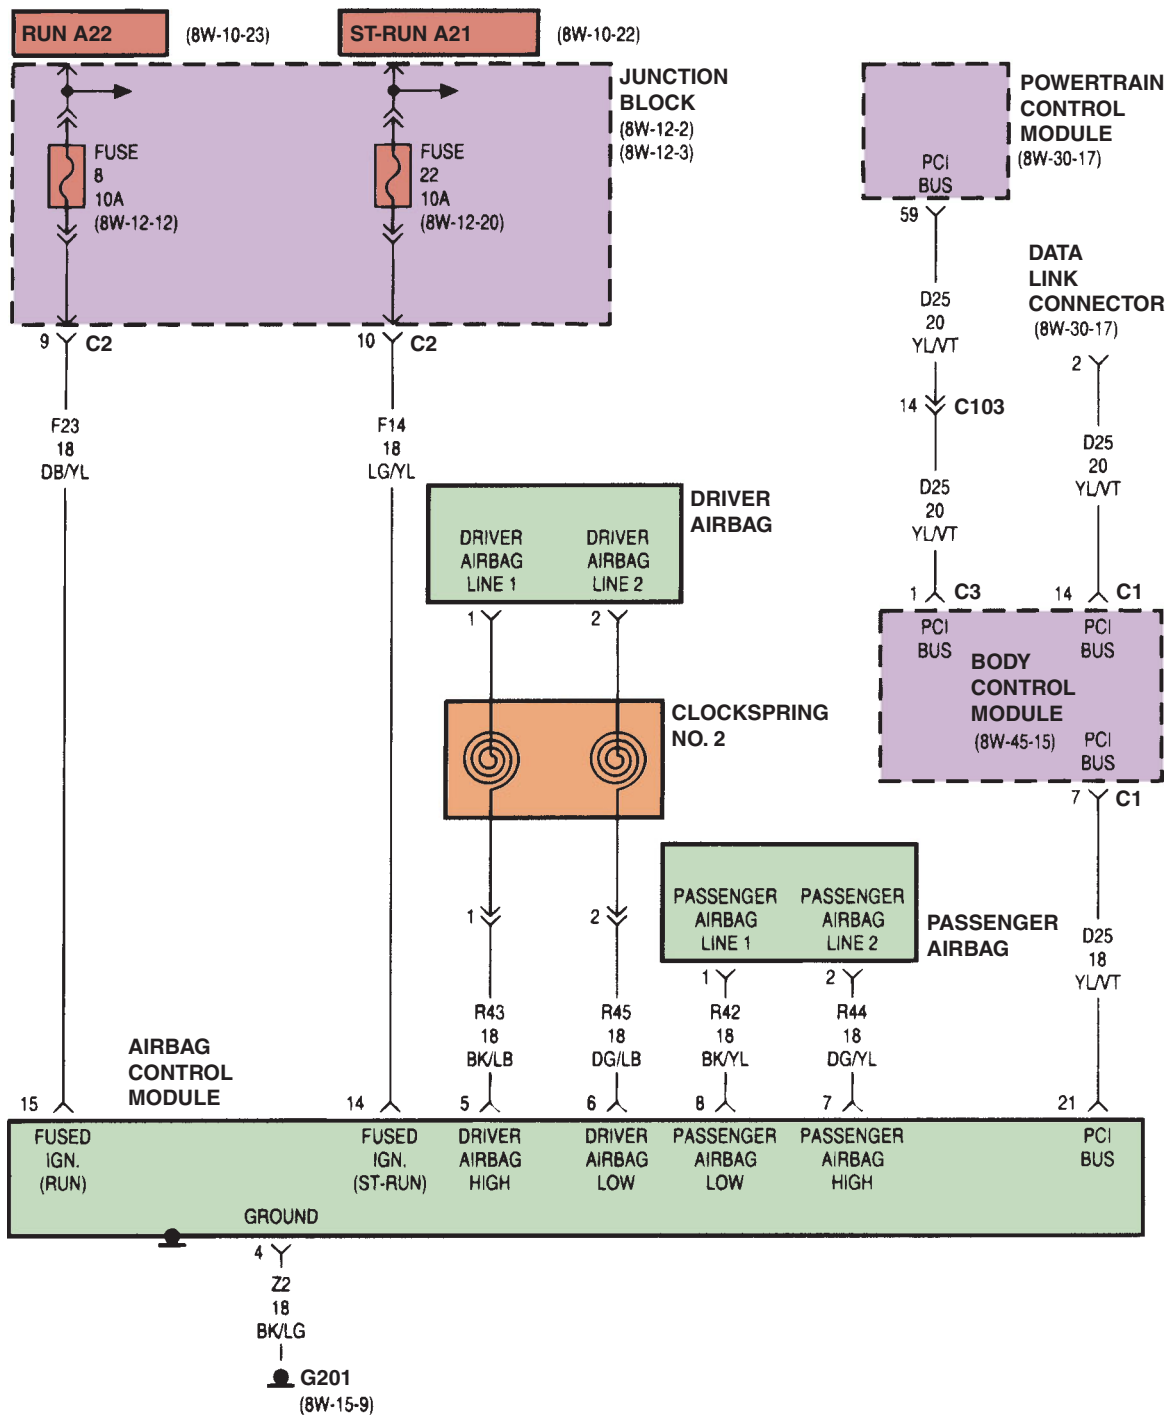 RUN A22
(8W-10-23)
ST-RUN A21
(8W-10-22)
JUNCTION
BLOCK
(8W-12-2)
(8W-12-3)
FUSE
8
10A
(8W-12-12)
FUSE
22
10A
(8W-12-20)
9
C2
10
C2
F23
18
DB/YL
F14
18
LG/YL
POWERTRAIN
CONTROL
MODULE
(8W-30-17)
PCI
BUS
59
D25
20
YL/VT
14
C103
D25
20
YL/VT
1
C3
DATA
LINK
CONNECTOR
(8W-30-17)
2
D25
20
YL/VT
14
C1
PCI
BUS
PCI
BUS
BODY
CONTROL
MODULE
(8W-45-15)
PCI
BUS
7
C1
D25
18
YL/VT
DRIVER
AIRBAG
DRIVER
AIRBAG
LINE 1
DRIVER
AIRBAG
LINE 2
1
2
CLOCKSPRING
NO. 2
1
2
R43
18
BK/LB
R45
18
DG/LB
PASSENGER
AIRBAG
LINE 1
PASSENGER
AIRBAG
LINE 2
PASSENGER
AIRBAG
1
2
R42
18
BK/YL
R44
18
DG/YL
AIRBAG
CONTROL
MODULE
15
14
5
6
8
7
21
FUSED
IGN.
(RUN)
FUSED
IGN.
(ST-RUN)
DRIVER
AIRBAG
HIGH
DRIVER
AIRBAG
LOW
PASSENGER
AIRBAG
LOW
PASSENGER
AIRBAG
HIGH
PCI
BUS
GROUND
4
Z2
18
BK/LG
G201
(8W-15-9)